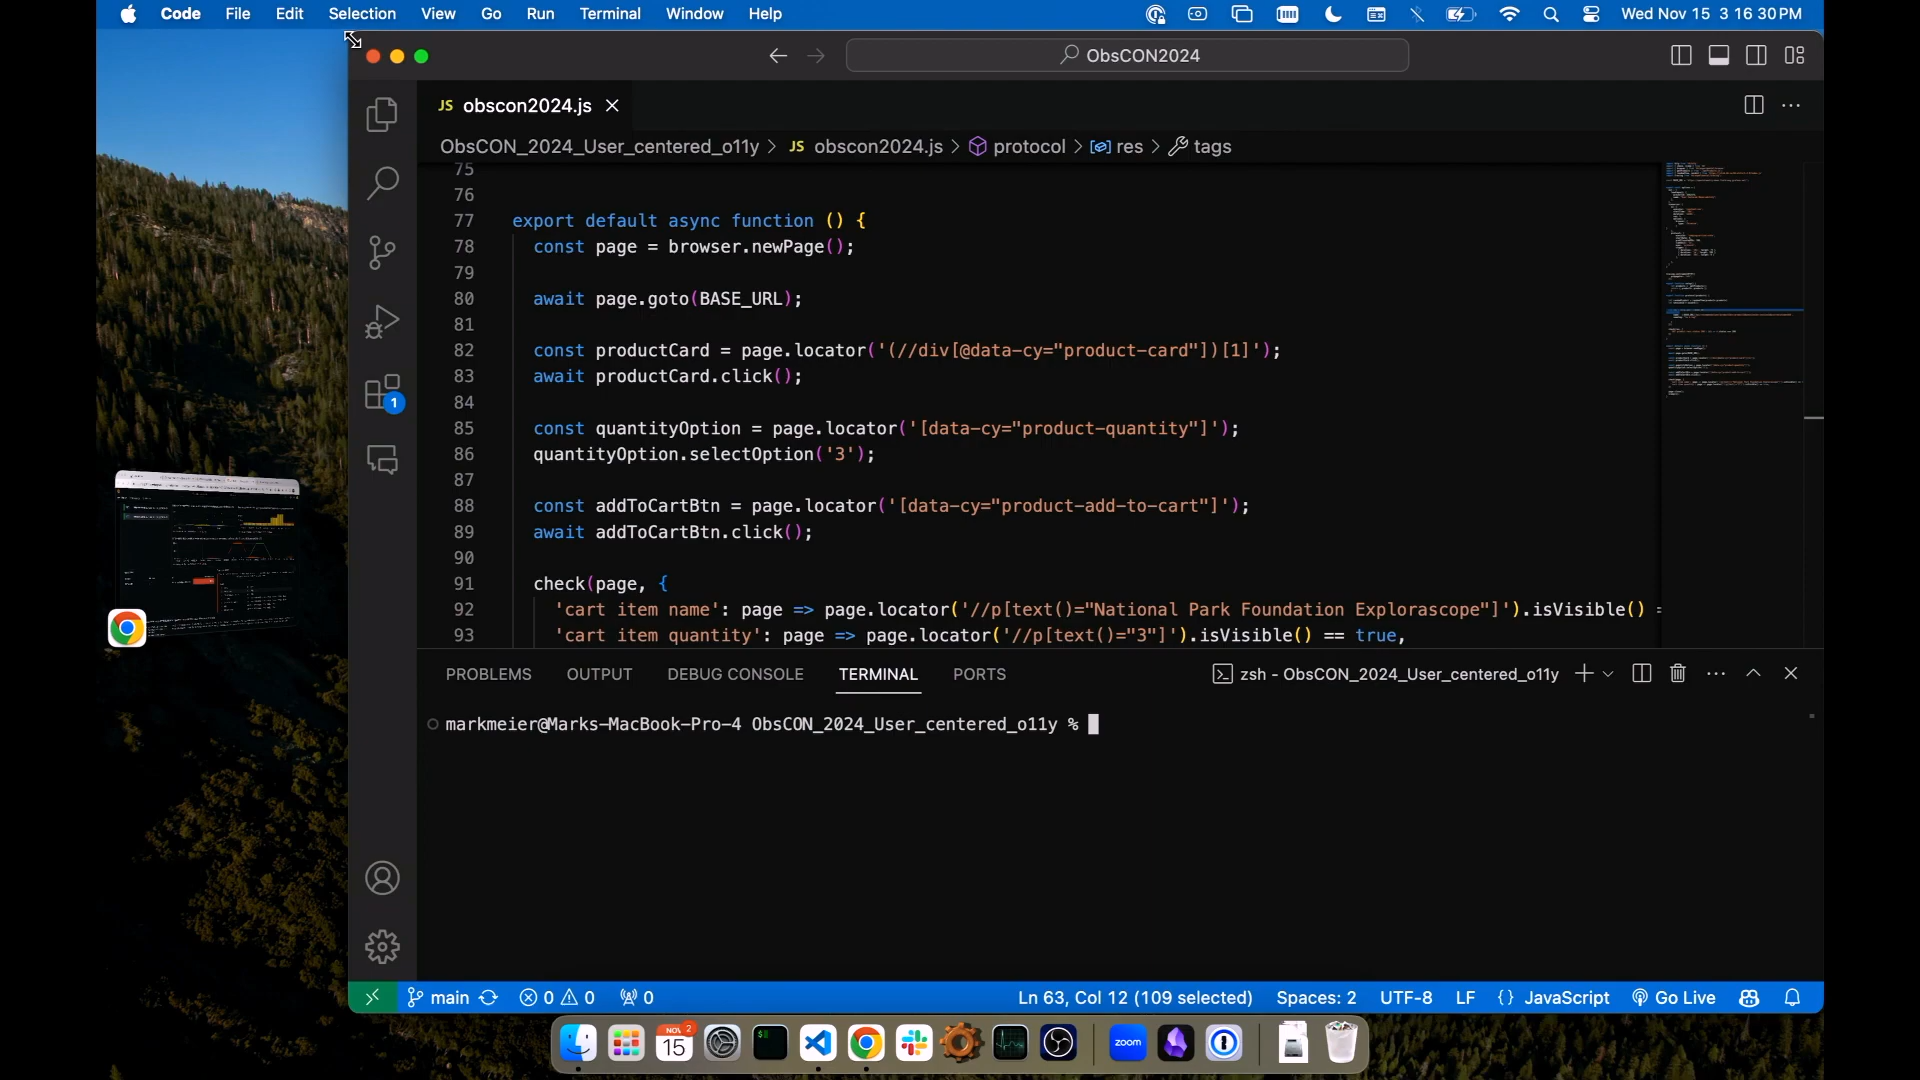 Code File Edit Selection View Go Run Terminal Window Help Wed Nov 15 3 16 30 PM
ObsCON2024
JS obscon2024.js
ObsCON_2024_User_centered_o11y > JS obscon2024.js > protocol > res > tags
75
76
77 export default async function () {
78 const page = browser.newPage();
79
80 await page.goto(BASE_URL);
81
82 const productCard = page.locator('(//div[@data-cy="product-card"])[1]');
83 await productCard.click();
84
85 const quantityOption = page.locator('[data-cy="product-quantity"]');
86 quantityOption.selectOption('3');
87
88 const addToCartBtn = page.locator('[data-cy="product-add-to-cart"]');
89 await addToCartBtn.click();
90
91 check(page, {
92 'cart item name': page => page.locator('//p[text()="National Park Foundation Explorascope"]').isVisible() =
93 'cart item quantity': page => page.locator('//p[text()="3"]').isVisible() == true,
1
PROBLEMS OUTPUT DEBUG CONSOLE TERMINAL PORTS zsh - ObsCON_2024_User_centered_o11y
markmeier@Marks-MacBook-Pro-4 ObsCON_2024_User_centered_o11y %
main 0 0 0 Ln 63, Col 12 (109 selected) Spaces: 2 UTF-8 LF {} JavaScript Go Live
NOV 2
15
zoom